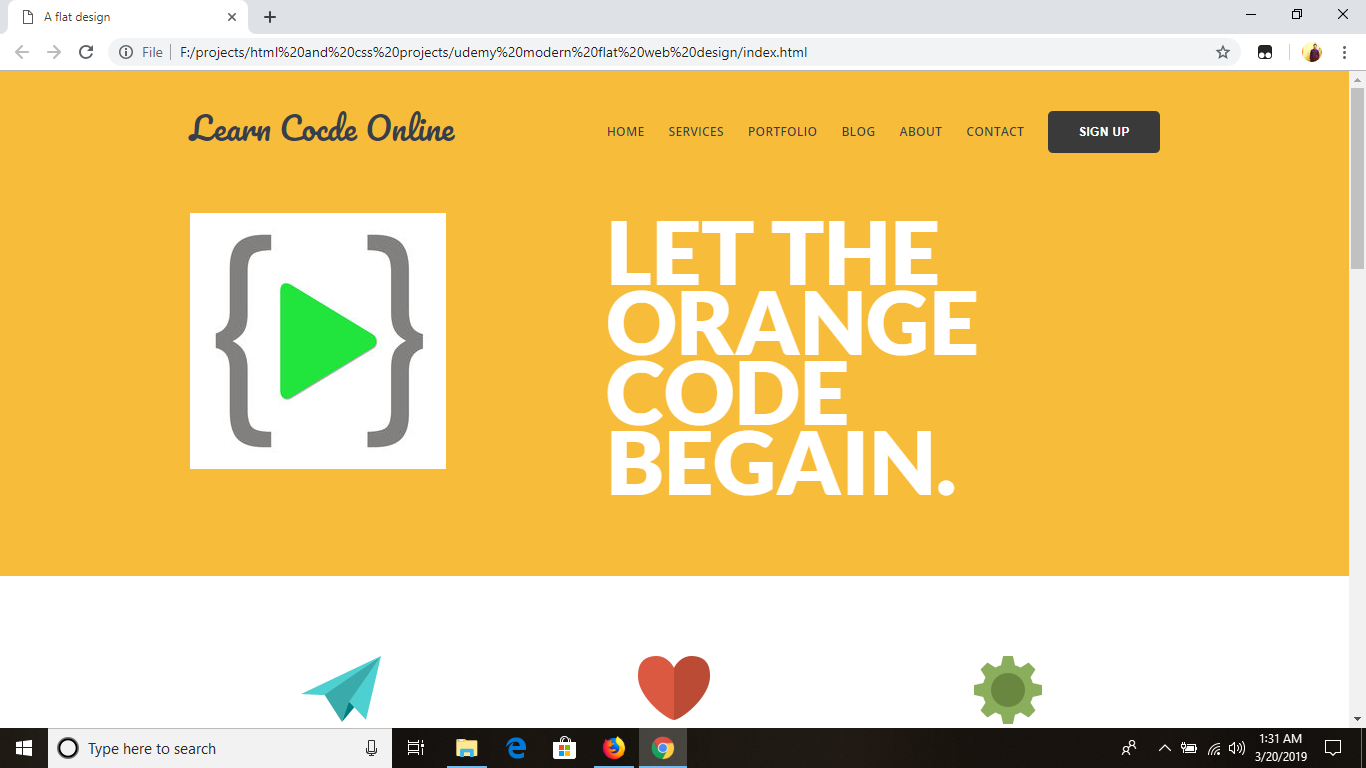 A flat design
File
F:/projects/html%20and%20css%20projects/udemy%20modern%20flat%20web%20design/index.html
Learn Cocde Online
HOME SERVICES PORTFOLIO BLOG ABOUT CONTACT SIGN UP
{ }
LET THE
ORANGE
CODE
BEGAIN.
Type here to search
1:31 AM
3/20/2019